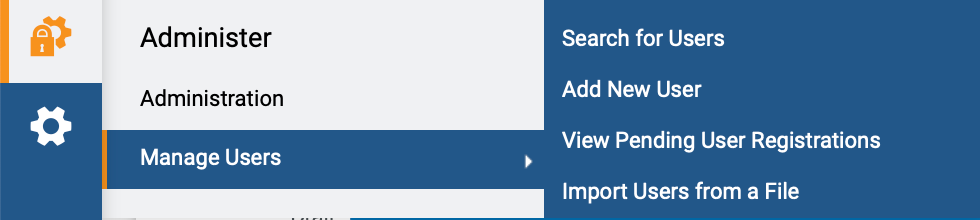 Administer
Administration
Manage Users
Search for Users
Add New User
View Pending User Registrations
Import Users from a File